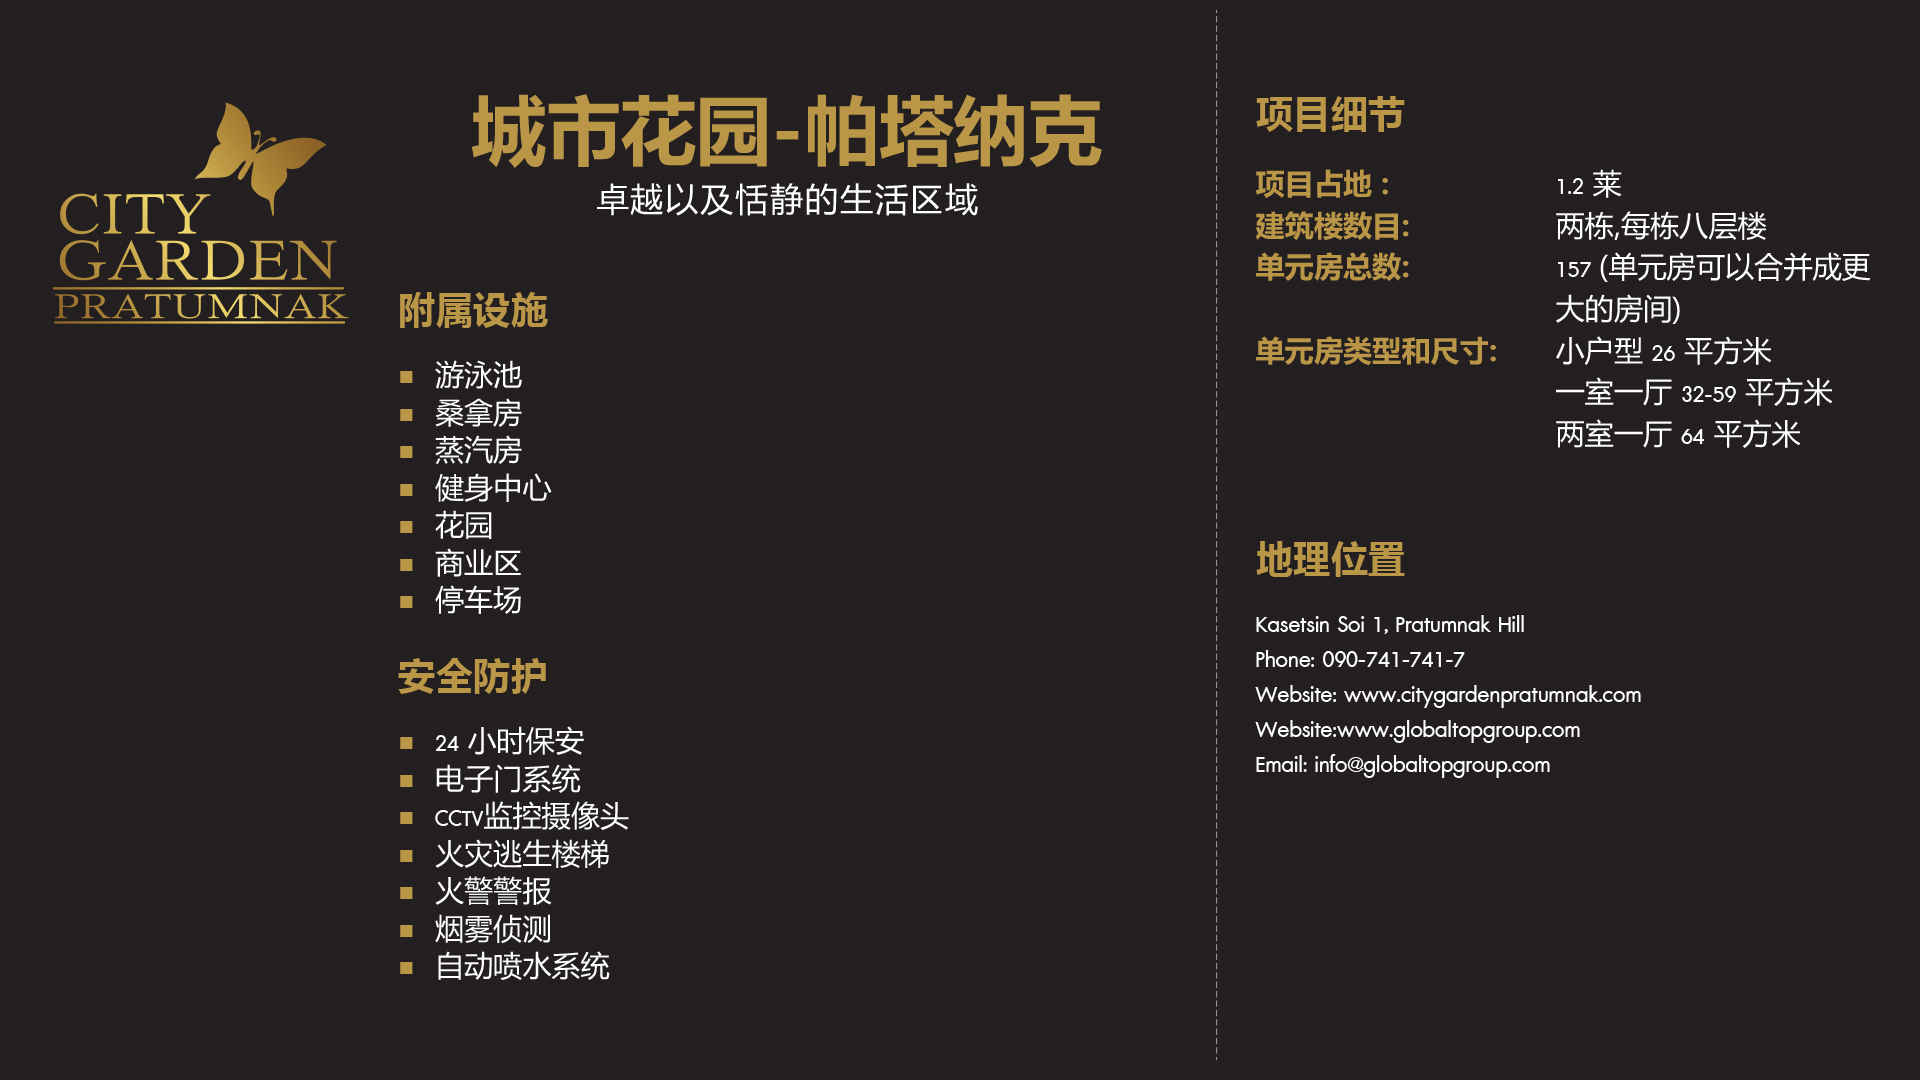 CITY
GARDEN
PRATUMNAK
城市花园-帕塔纳克
卓越以及恬静的生活区域
附属设施
游泳池
桑拿房
蒸汽房
健身中心
花园
商业区
停车场
安全防护
24 小时保安
电子门系统
CCTV监控摄像头
火灾逃生楼梯
火警警报
烟雾侦测
自动喷水系统
项目细节
项目占地 : 1.2 莱
建筑楼数目: 两栋,每栋八层楼
单元房总数: 157 (单元房可以合并成更
大的房间)
单元房类型和尺寸: 小户型 26 平方米
一室一厅 32-59 平方米
两室一厅 64 平方米
地理位置
Kasetsin Soi 1, Pratumnak Hill
Phone: 090-741-741-7
Website: www.citygardenpratumnak.com
Website:www.globaltopgroup.com
Email: info@globaltopgroup.com